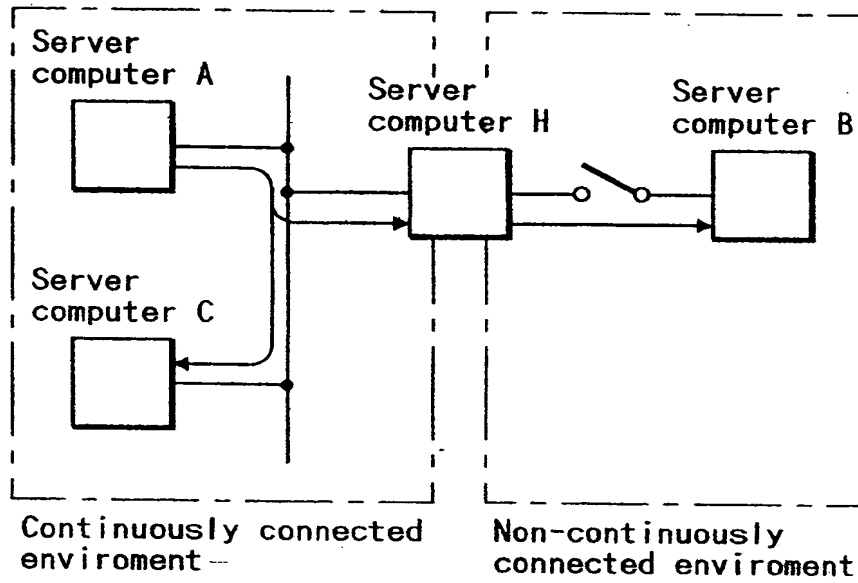 Server
computer A
Server
computer H
Server
computer B
Server
computer C
Continuously connected
enviroment
Non-continuously
connected enviroment